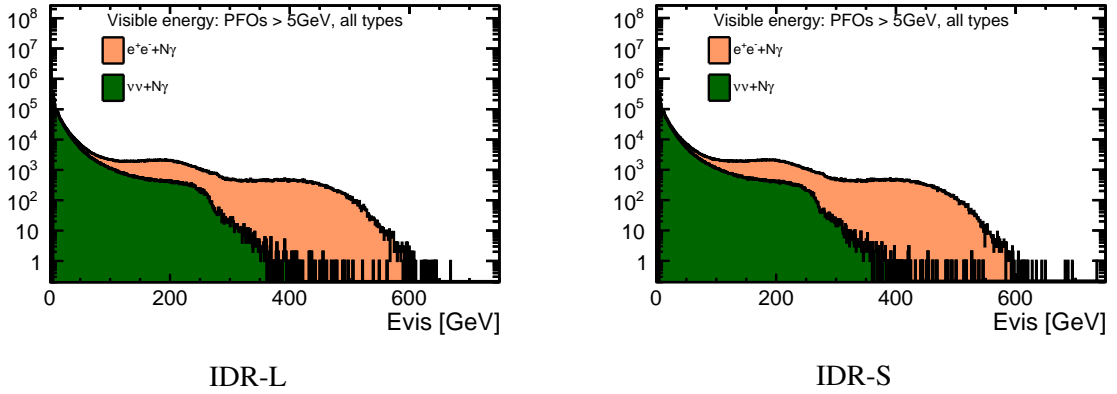 Visible energy: PFOs > 5GeV, all types
e⁺e⁻+Nγ
νν+Nγ
10⁸
10⁷
10⁶
10⁵
10⁴
10³
10²
10
1
0 200 400 600
Evis [GeV]
IDR-L
Visible energy: PFOs > 5GeV, all types
e⁺e⁻+Nγ
νν+Nγ
10⁸
10⁷
10⁶
10⁵
10⁴
10³
10²
10
1
0 200 400 600
Evis [GeV]
IDR-S